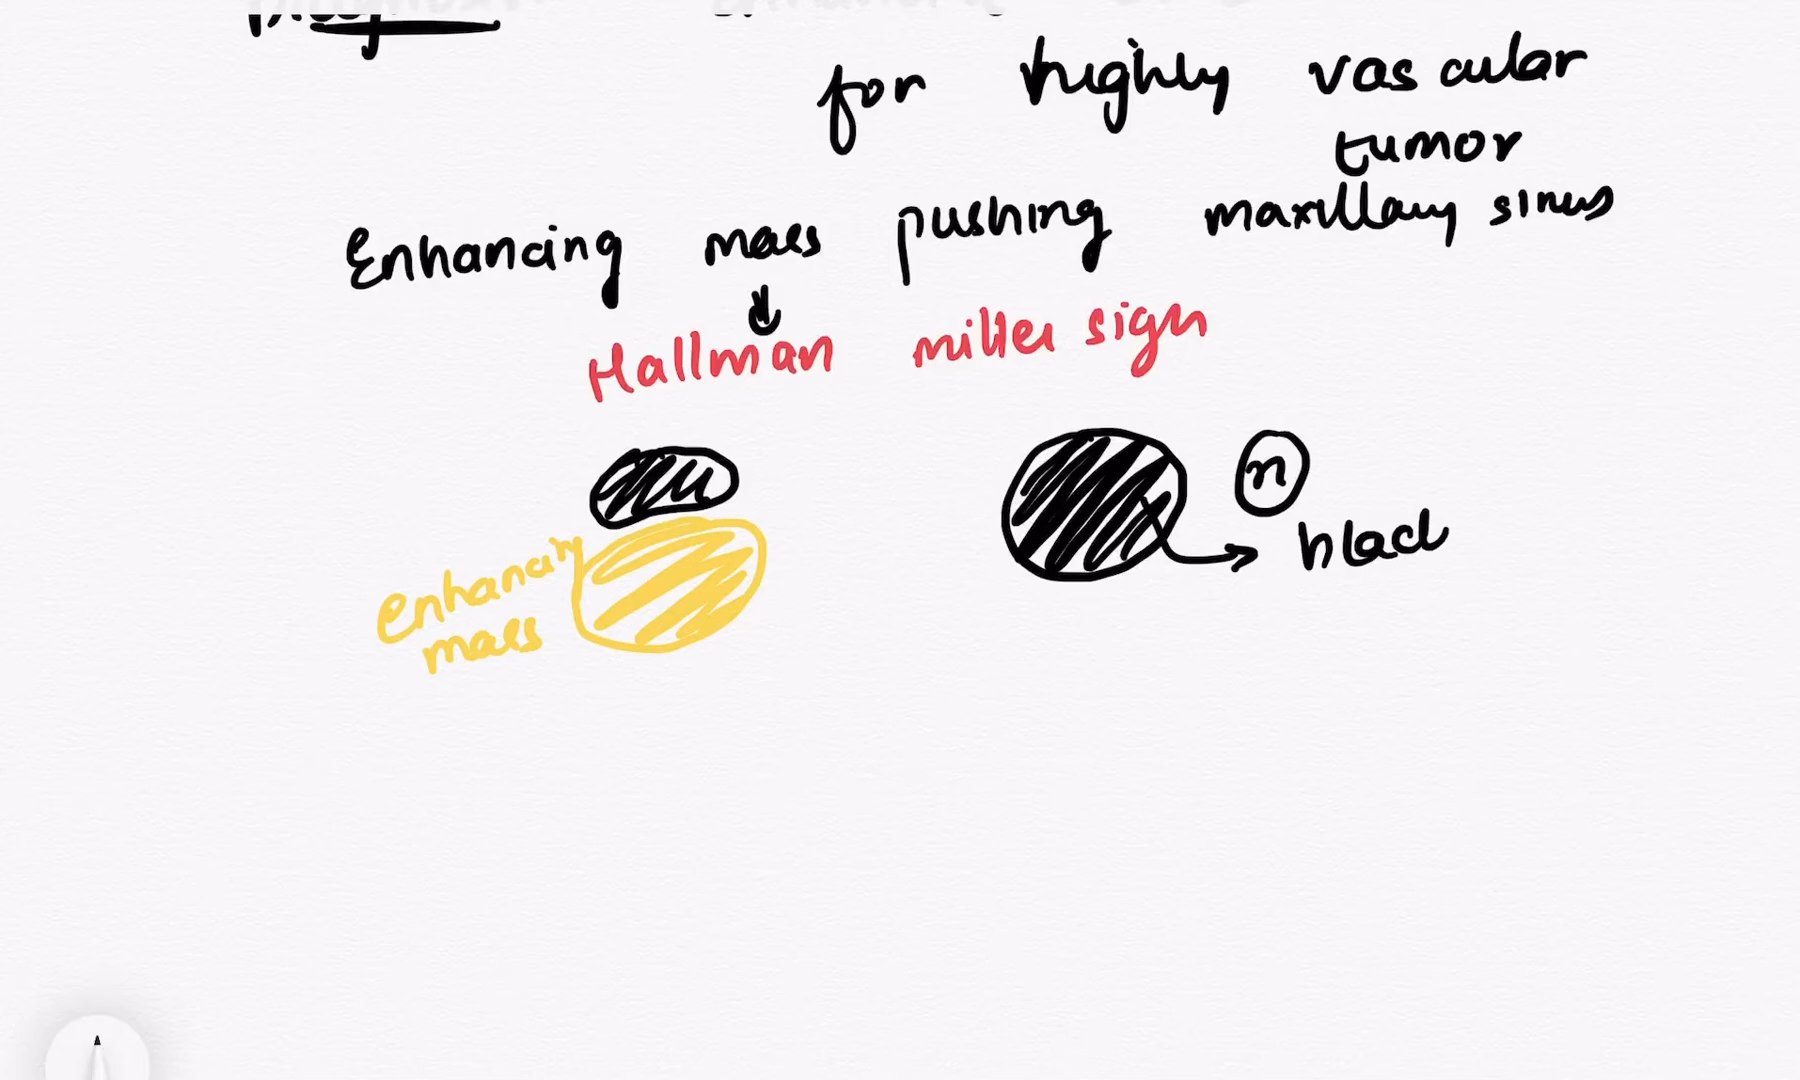 for highly vascular
tumor
Enhancing mass pushing maxillary sinus
Hallman miller sign
n
black
enhancing
mass